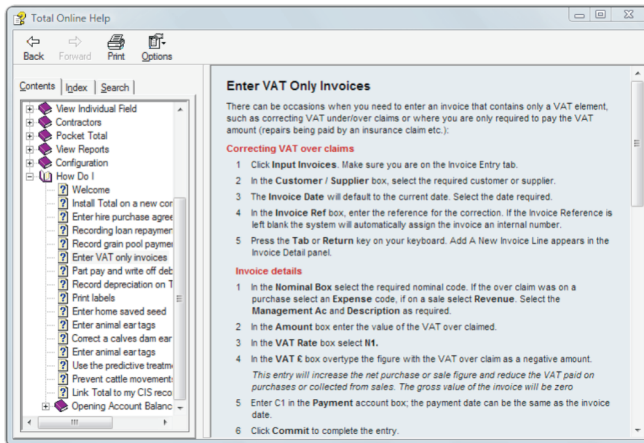 Total Online Help
Back Forward Print Options
Contents Index Search
View Individual Field
Contractors
Pocket Total
View Reports
Configuration
How Do I
Welcome
Install Total on a new cor
Enter hire purchase agree
Recording loan repaymer
Record grain pool paymer
Enter VAT only invoices
Part pay and write off deb
Record depreciation on T
Print labels
Enter home saved seed
Enter animal ear tags
Correct a calves dam ear
Enter animal ear tags
Use the predictive treatm
Prevent cattle movements
Link Total to my CIS reco
Opening Account Balanc
Enter VAT Only Invoices
There can be occasions when you need to enter an invoice that contains only a VAT element,
such as correcting VAT under/over claims or where you are only required to pay the VAT
amount (repairs being paid by an insurance claim etc.):
Correcting VAT over claims
1 Click Input Invoices. Make sure you are on the Invoice Entry tab.
2 In the Customer / Supplier box, select the required customer or supplier.
3 The Invoice Date will default to the current date. Select the date required.
4 In the Invoice Ref box, enter the reference for the correction. If the Invoice Reference is
left blank the system will automatically assign the invoice an internal number.
5 Press the Tab or Return key on your keyboard. Add A New Invoice Line appears in the
Invoice Detail panel.
Invoice details
1 In the Nominal Box select the required nominal code. If the over claim was on a
purchase select an Expense code, if on a sale select Revenue. Select the
Management Ac and Description as required.
2 In the Amount box enter the value of the VAT over claimed.
3 In the VAT Rate box select N1.
4 In the VAT £ box overtype the figure with the VAT over claim as a negative amount.
This entry will increase the net purchase or sale figure and reduce the VAT paid on
purchases or collected from sales. The gross value of the invoice will be zero
5 Enter C1 in the Payment account box; the payment date can be the same as the invoice
date.
6 Click Commit to complete the entry.